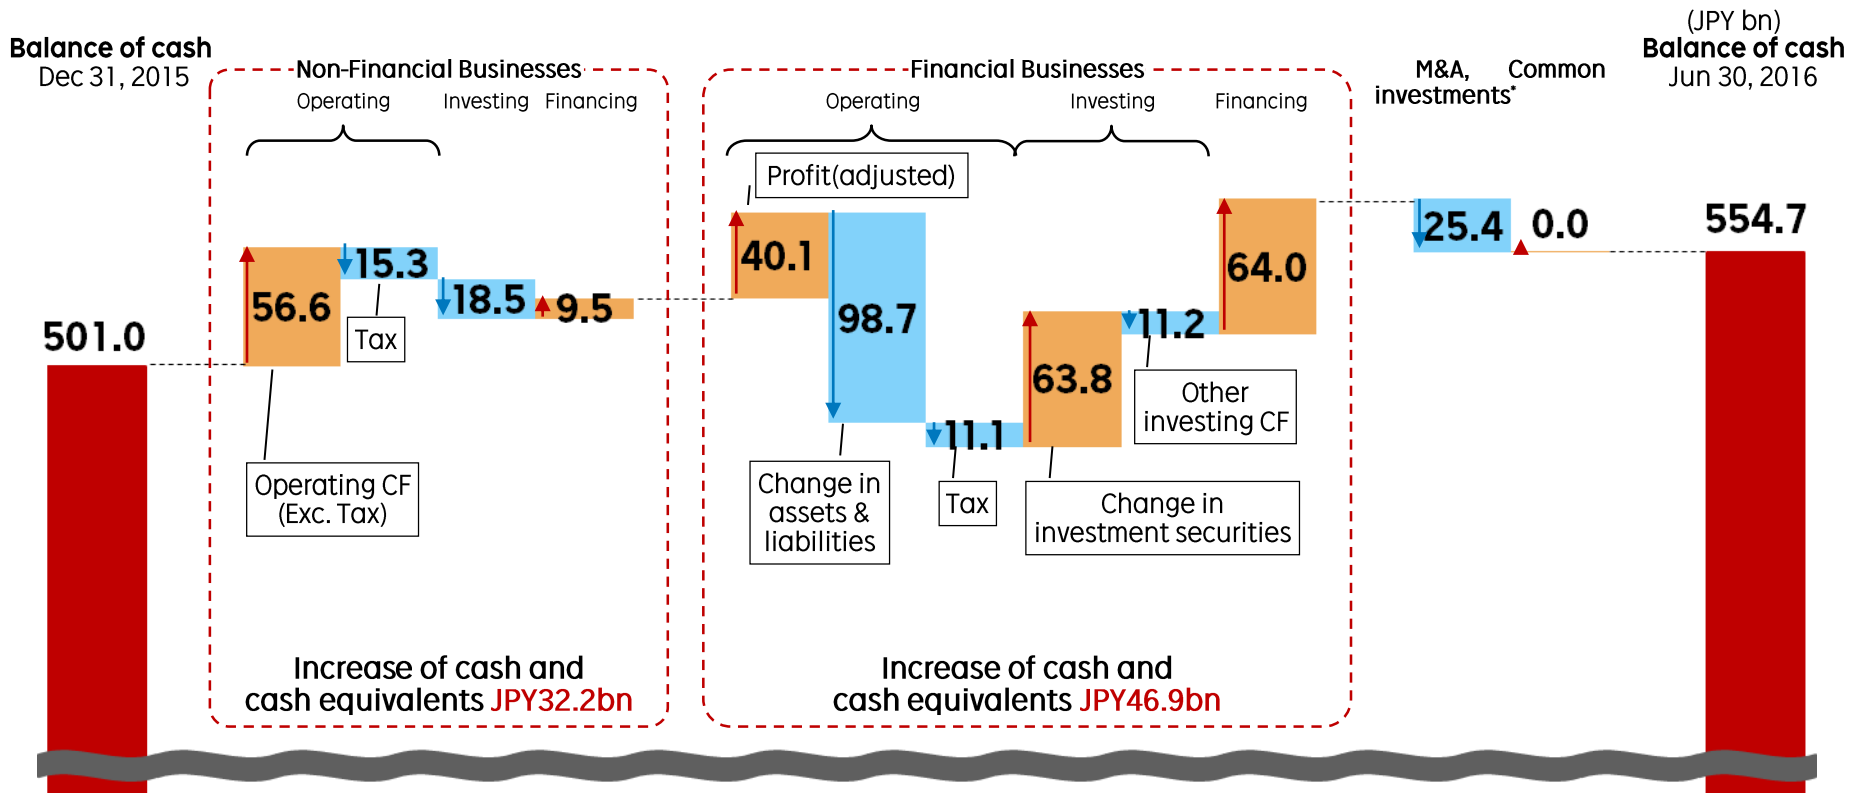 (JPY bn)
Balance of cash
Dec 31, 2015
Balance of cash
Jun 30, 2016
Non-Financial Businesses
Operating
Investing
Financing
Financial Businesses
Operating
Investing
Financing
M&A,
investments*
Common
501.0
56.6
15.3
18.5
9.5
Tax
Operating CF
(Exc. Tax)
Profit(adjusted)
40.1
98.7
11.1
63.8
11.2
64.0
Change in
assets &
liabilities
Tax
Change in
investment securities
Other
investing CF
25.4
0.0
554.7
Increase of cash and
cash equivalents JPY32.2bn
Increase of cash and
cash equivalents JPY46.9bn